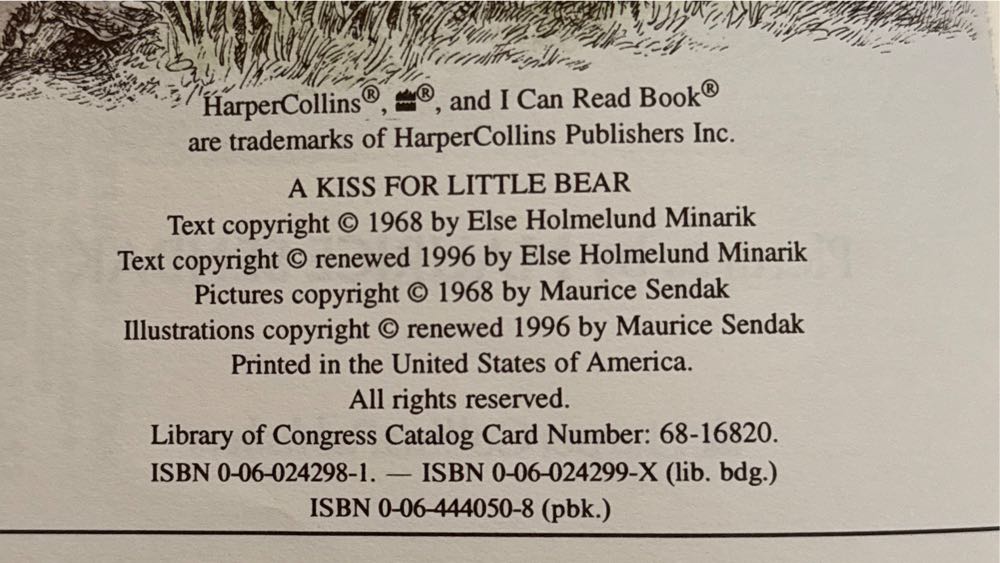 HarperCollins®, ®, and I Can Read Book®
are trademarks of HarperCollins Publishers Inc.
A KISS FOR LITTLE BEAR
Text copyright © 1968 by Else Holmelund Minarik
Text copyright © renewed 1996 by Else Holmelund Minarik
Pictures copyright © 1968 by Maurice Sendak
Illustrations copyright © renewed 1996 by Maurice Sendak
Printed in the United States of America.
All rights reserved.
Library of Congress Catalog Card Number: 68-16820.
ISBN 0-06-024298-1. — ISBN 0-06-024299-X (lib. bdg.)
ISBN 0-06-444050-8 (pbk.)